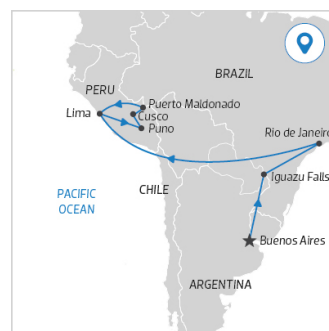 BRAZIL
PERU
Puerto Maldonado
Lima
Cusco
Puno
Rio de Janeiro
Iguazu Falls
CHILE
PACIFIC
OCEAN
Buenos Aires
ARGENTINA